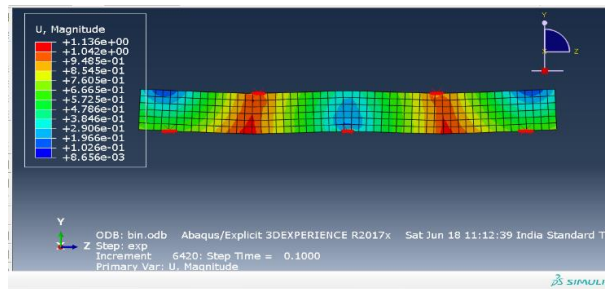 U, Magnitude
+1.136e+00
+1.042e+00
+9.485e-01
+8.545e-01
+7.605e-01
+6.665e-01
+5.725e-01
+4.786e-01
+3.846e-01
+2.906e-01
+1.966e-01
+1.026e-01
+8.656e-03
Y
X
Z
Y
Z
ODB: bin.odb Abaqus/Explicit 3DEXPERIENCE R2017x Sat Jun 18 11:12:39 India Standard T
Step: exp
Increment 6420: Step Time = 0.1000
Primary Var: U, Magnitude
SIMULI